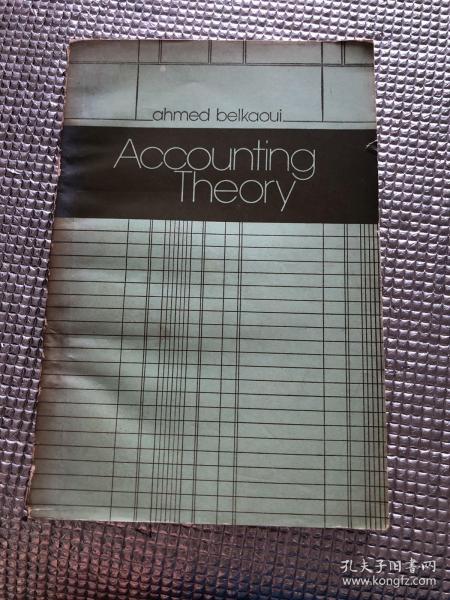 ahmed belkaoui
Accounting
Theory
孔夫子旧书网
www.kongfz.com